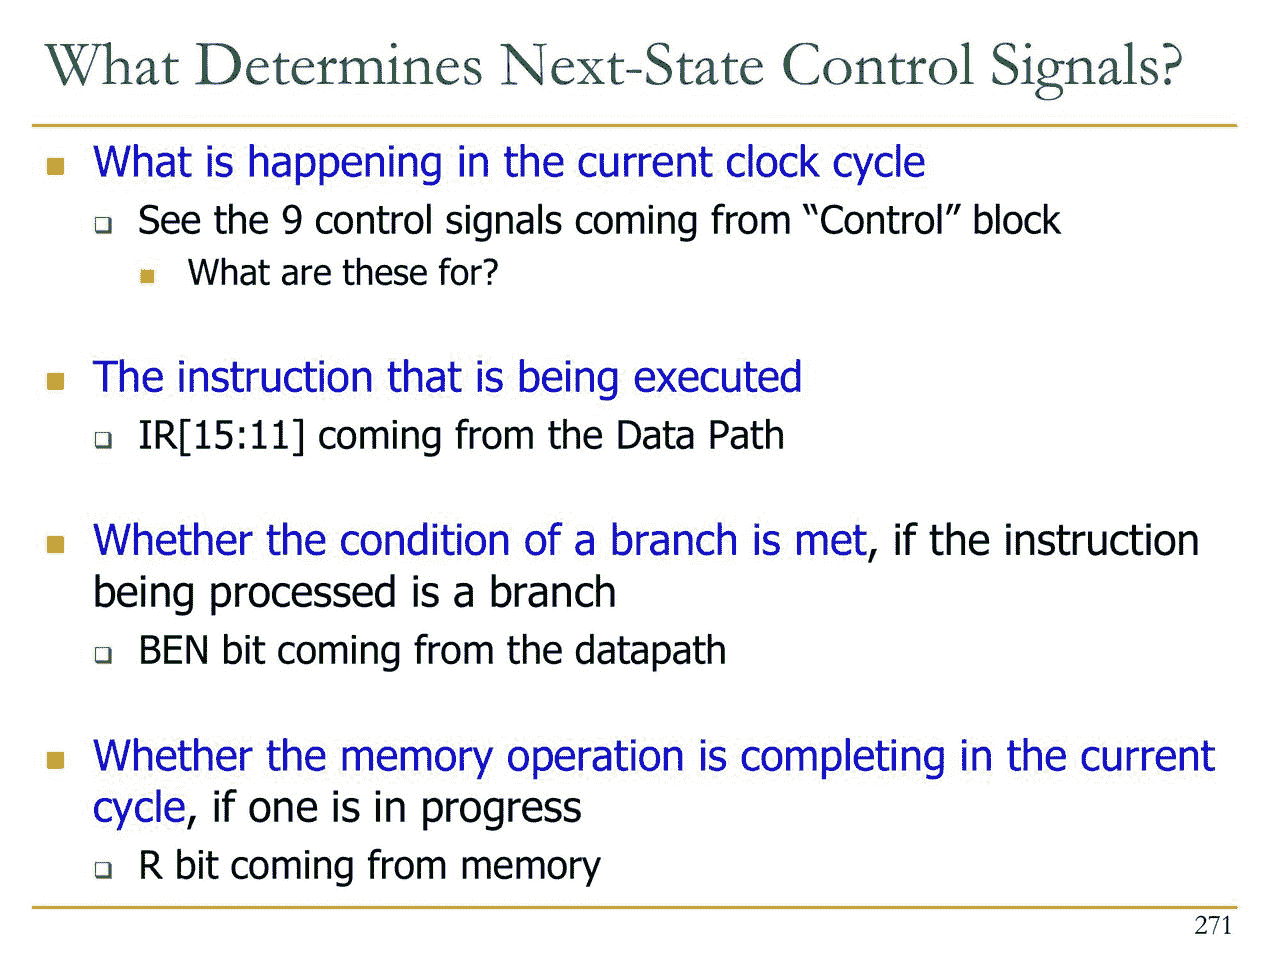 What Determines Next-State Control Signals?
What is happening in the current clock cycle
See the 9 control signals coming from “Control” block
What are these for?
The instruction that is being executed
IR[15:11] coming from the Data Path
Whether the condition of a branch is met, if the instruction
being processed is a branch
BEN bit coming from the datapath
Whether the memory operation is completing in the current
cycle, if one is in progress
R bit coming from memory
271